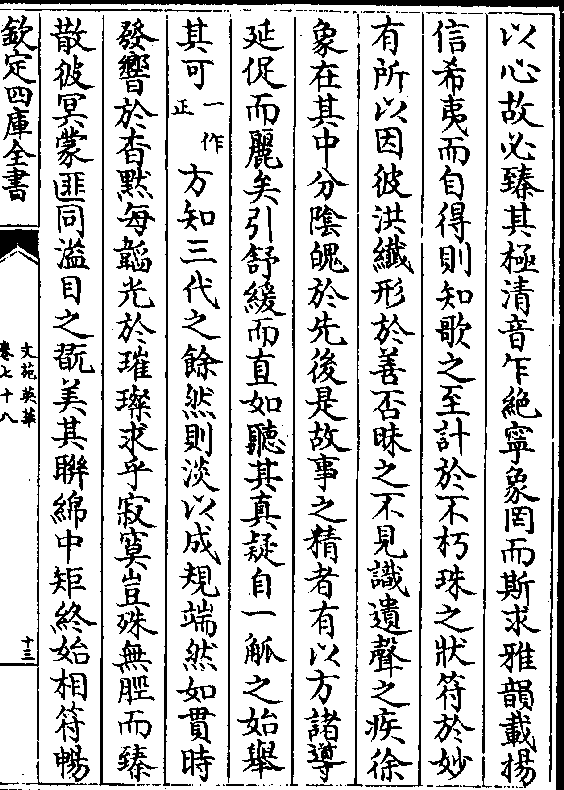 以心故必臻其極清音乍絶寧象罔而斯求雅韻載揚
信希夷而自得則知歌之至計於不朽珠之狀符於妙
有所以因彼洪纖形於善否昧之不見識遺聲之疾徐
象在其中分陰魄於先後是故事之精者有以方諸導
延促而麗矣引舒緩而直如聽其真疑自一觚之始舉
其可一作正方知三代之餘然則淡以成規端然如貫時
發響於杳黙每韜光於璀璨求乎寂寞豈殊無脛而臻
散彼冥蒙匪同溢目之翫美其聯綿中矩終始相符暢
欽定四庫全書
文苑英華
卷七十八
十三